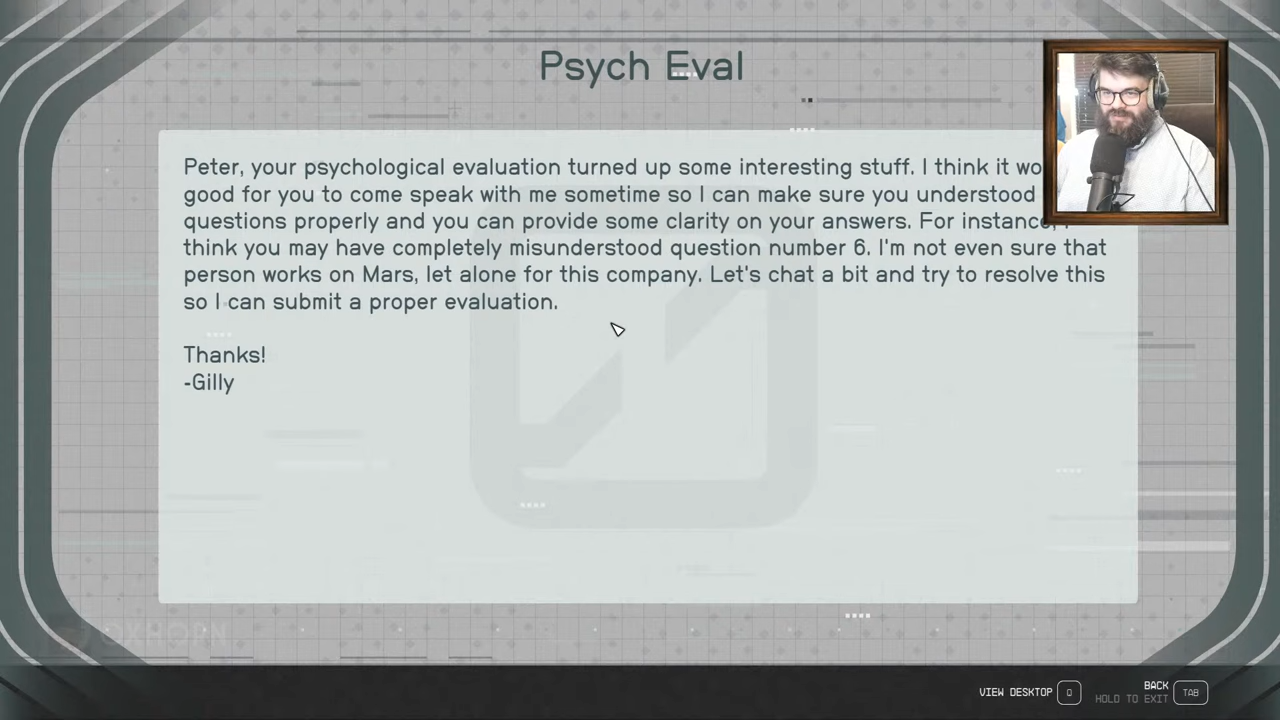 Psych Eval
Peter, your psychological evaluation turned up some interesting stuff. I think it
good for you to come speak with me sometime so I can make sure you understood
questions properly and you can provide some clarity on your answers. For instance,
think you may have completely misunderstood question number 6. I'm not even sure that
person works on Mars, let alone for this company. Let's chat a bit and try to resolve this
so I can submit a proper evaluation.
Thanks!
-Gilly
OXHORN
VIEW DESKTOP Q
BACK
HOLD TO EXIT TAB